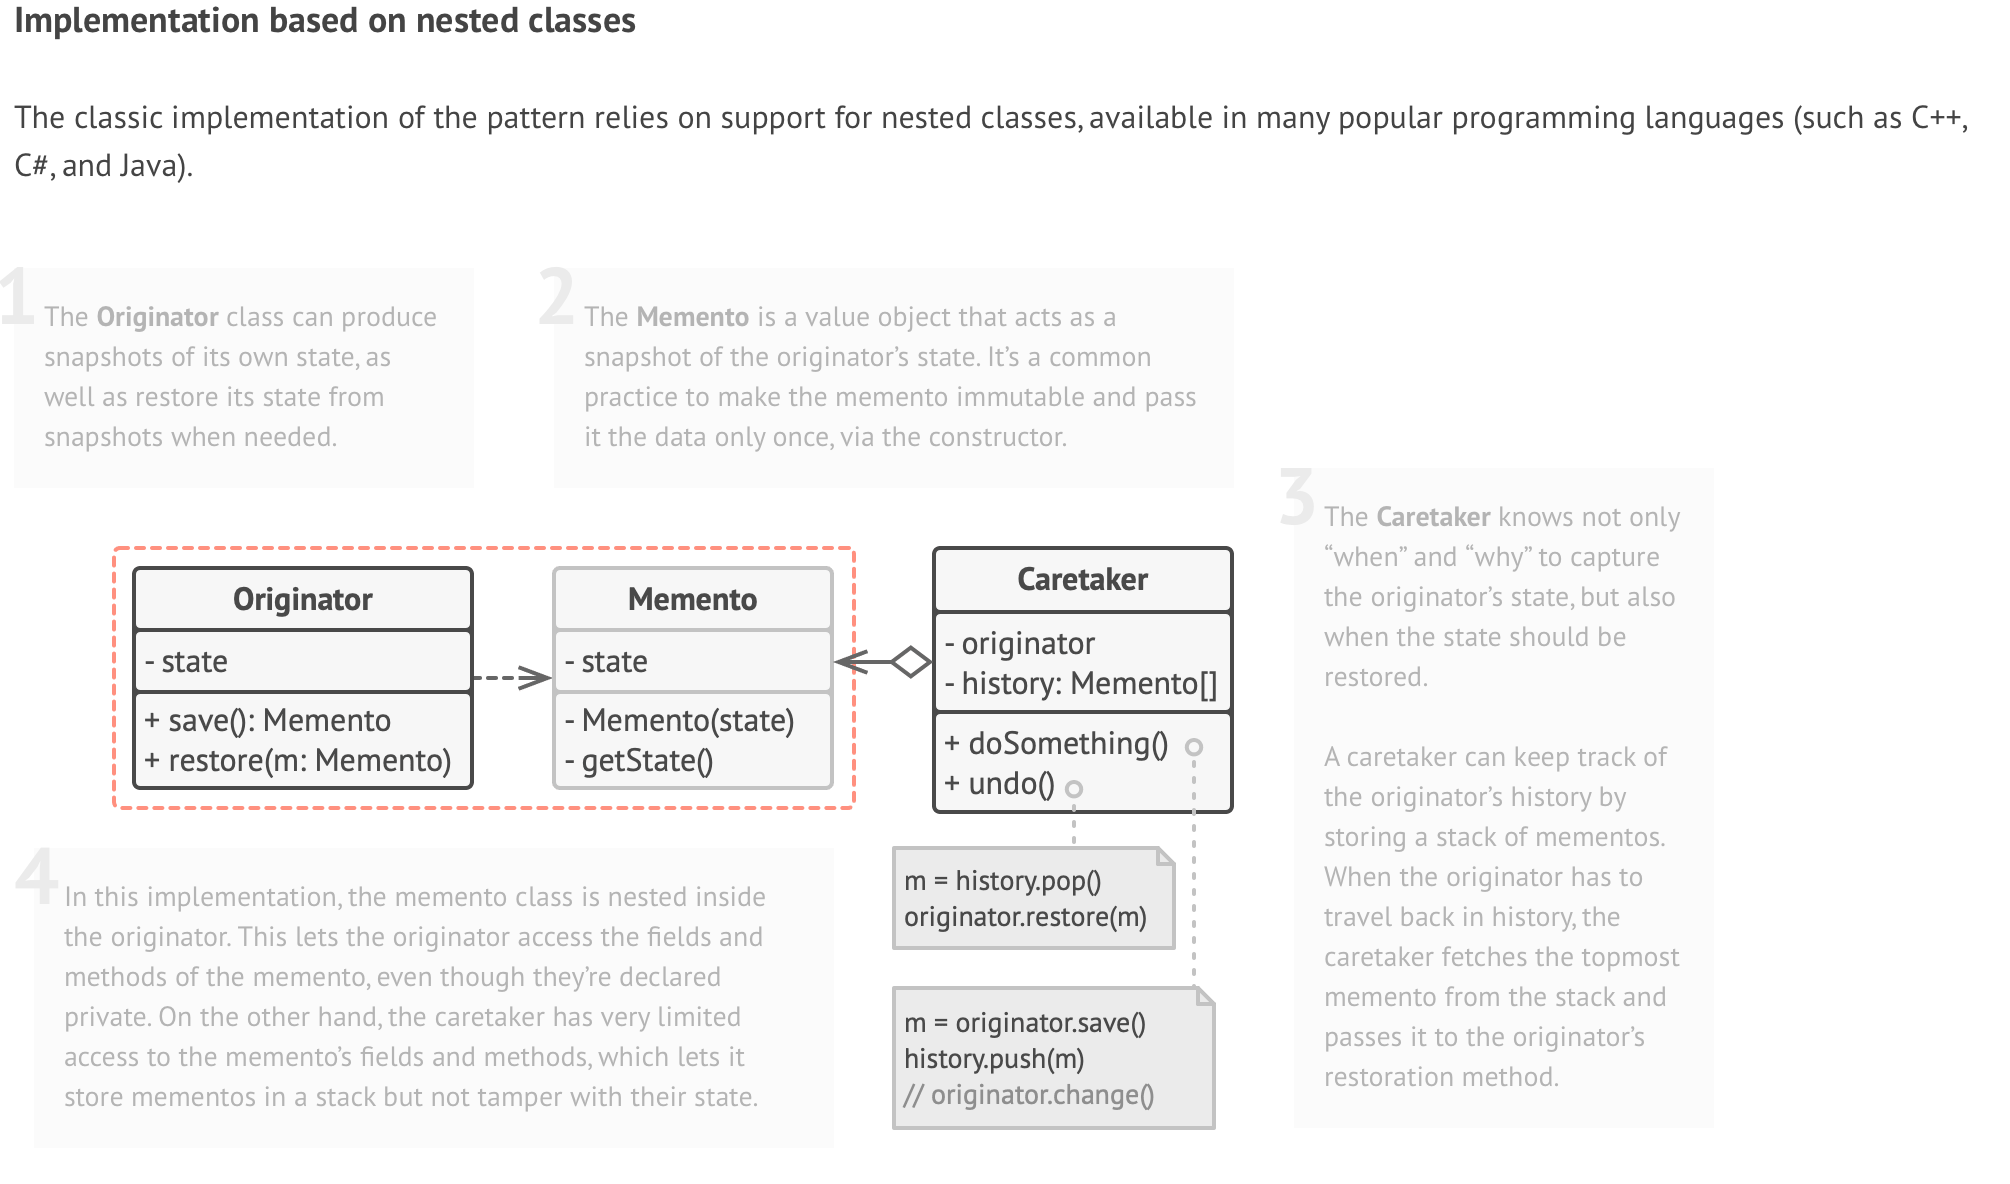 Implementation based on nested classes
The classic implementation of the pattern relies on support for nested classes, available in many popular programming languages (such as C++,
C#, and Java).
1
The Originator class can produce
snapshots of its own state, as
well as restore its state from
snapshots when needed.
2
The Memento is a value object that acts as a
snapshot of the originator’s state. It’s a common
practice to make the memento immutable and pass
it the data only once, via the constructor.
3
The Caretaker knows not only
“when” and “why” to capture
the originator’s state, but also
when the state should be
restored.
A caretaker can keep track of
the originator’s history by
storing a stack of mementos.
When the originator has to
travel back in history, the
caretaker fetches the topmost
memento from the stack and
passes it to the originator’s
restoration method.
Originator
- state
+ save(): Memento
+ restore(m: Memento)
Memento
- state
- Memento(state)
- getState()
Caretaker
- originator
- history: Memento[]
+ doSomething()
+ undo()
m = history.pop()
originator.restore(m)
m = originator.save()
history.push(m)
// originator.change()
4
In this implementation, the memento class is nested inside
the originator. This lets the originator access the fields and
methods of the memento, even though they’re declared
private. On the other hand, the caretaker has very limited
access to the memento’s fields and methods, which lets it
store mementos in a stack but not tamper with their state.